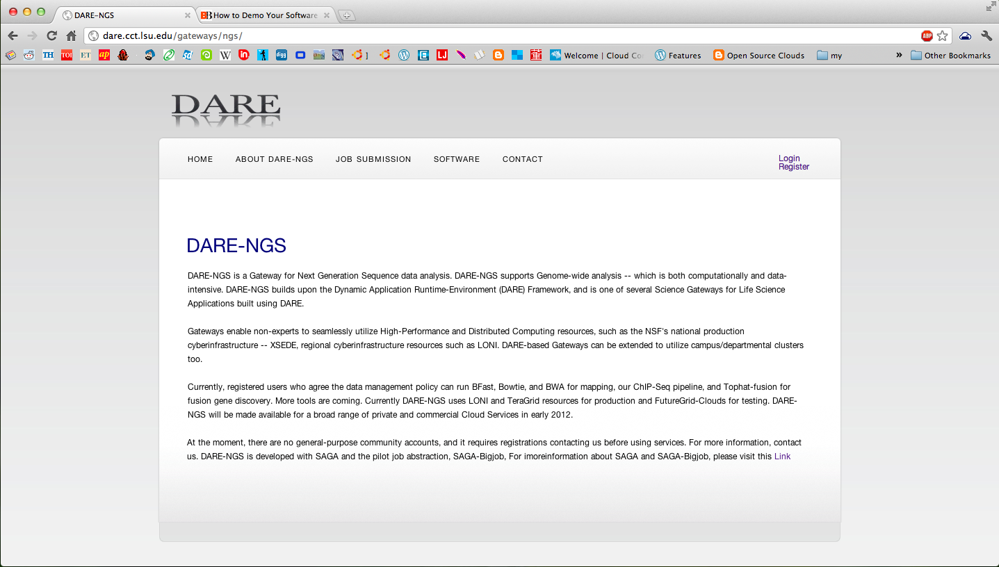 DARE-NGS
How to Demo Your Software
dare.cct.lsu.edu/gateways/ngs/
ABP
TH TOI ET ap W in digg ] E LJ Welcome | Cloud Features Open Source Clouds my » Other Bookmarks
DARE
HOME ABOUT DARE-NGS JOB SUBMISSION SOFTWARE CONTACT
Login
Register
DARE-NGS
DARE-NGS is a Gateway for Next Generation Sequence data analysis. DARE-NGS supports Genome-wide analysis -- which is both computationally and data-
intensive. DARE-NGS builds upon the Dynamic Application Runtime-Environment (DARE) Framework, and is one of several Science Gateways for Life Science
Applications built using DARE.
Gateways enable non-experts to seamlessly utilize High-Performance and Distributed Computing resources, such as the NSF's national production
cyberinfrastructure -- XSEDE, regional cyberinfrastructure resources such as LONI. DARE-based Gateways can be extended to utilize campus/departmental clusters
too.
Currently, registered users who agree the data management policy can run BFast, Bowtie, and BWA for mapping, our ChIP-Seq pipeline, and Tophat-fusion for
fusion gene discovery. More tools are coming. Currently DARE-NGS uses LONI and TeraGrid resources for production and FutureGrid-Clouds for testing. DARE-
NGS will be made available for a broad range of private and commercial Cloud Services in early 2012.
At the moment, there are no general-purpose community accounts, and it requires registrations contacting us before using services. For more information, contact
us. DARE-NGS is developed with SAGA and the pilot job abstraction, SAGA-Bigjob, For imoreinformation about SAGA and SAGA-Bigjob, please visit this Link